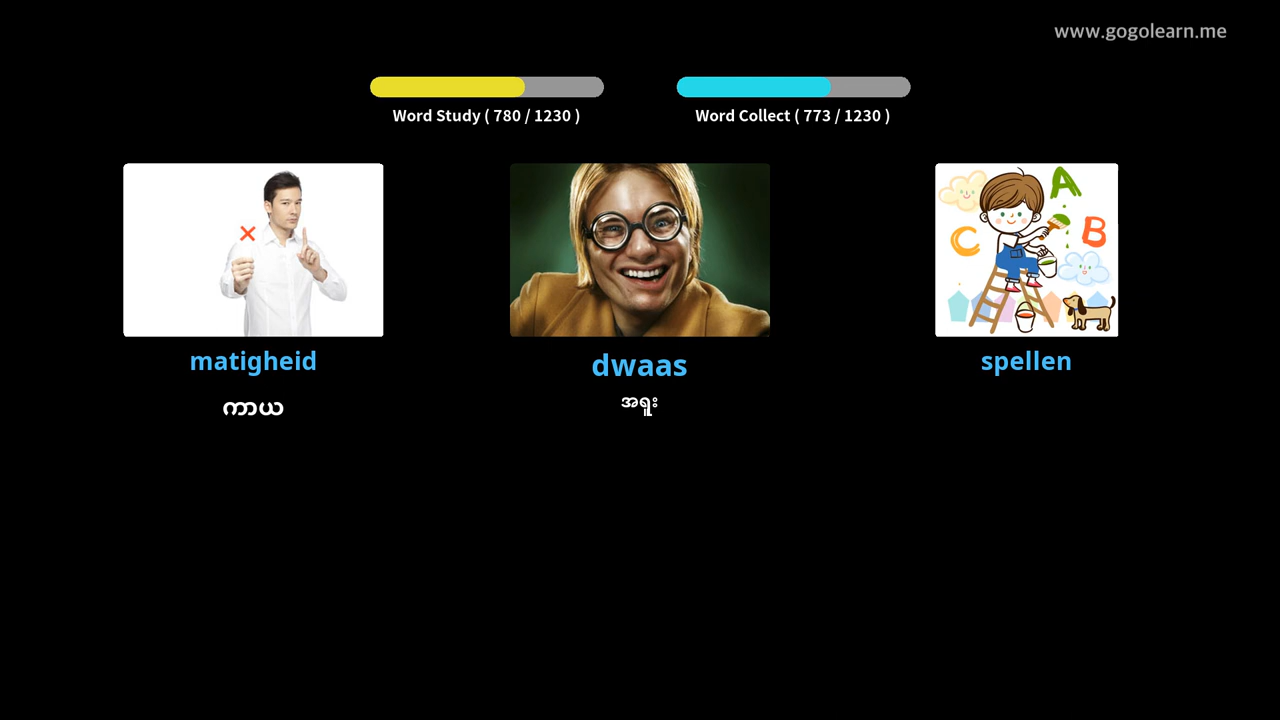 www.gogolearn.me
Word Study ( 780 / 1230 )
Word Collect ( 773 / 1230 )
A
B
C
matigheid
dwaas
spellen
ကာယ
အရူး